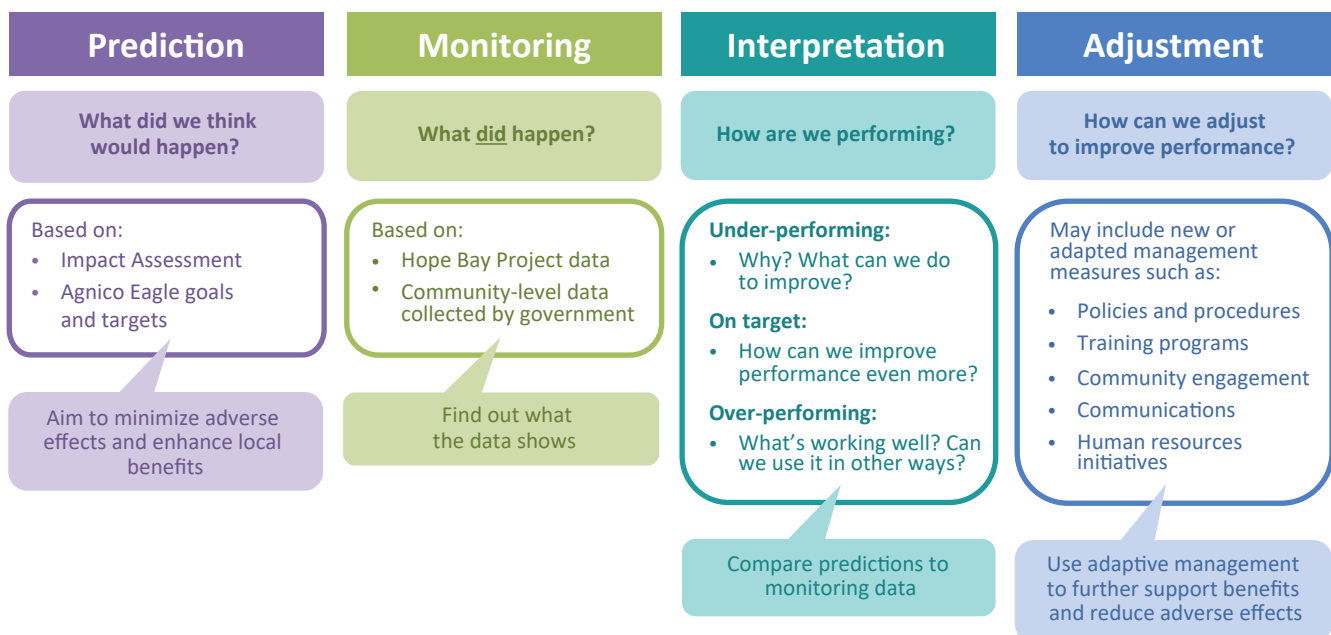 Prediction
What did we think
would happen?
Based on:
• Impact Assessment
• Agnico Eagle goals
and targets
Aim to minimize adverse
effects and enhance local
benefits
Monitoring
What did happen?
Based on:
• Hope Bay Project data
• Community-level data
collected by government
Find out what
the data shows
Interpretation
How are we performing?
Under-performing:
• Why? What can we do
to improve?
On target:
• How can we improve
performance even more?
Over-performing:
• What’s working well? Can
we use it in other ways?
Compare predictions to
monitoring data
Adjustment
How can we adjust
to improve performance?
May include new or
adapted management
measures such as:
• Policies and procedures
• Training programs
• Community engagement
• Communications
• Human resources
initiatives
Use adaptive management
to further support benefits
and reduce adverse effects